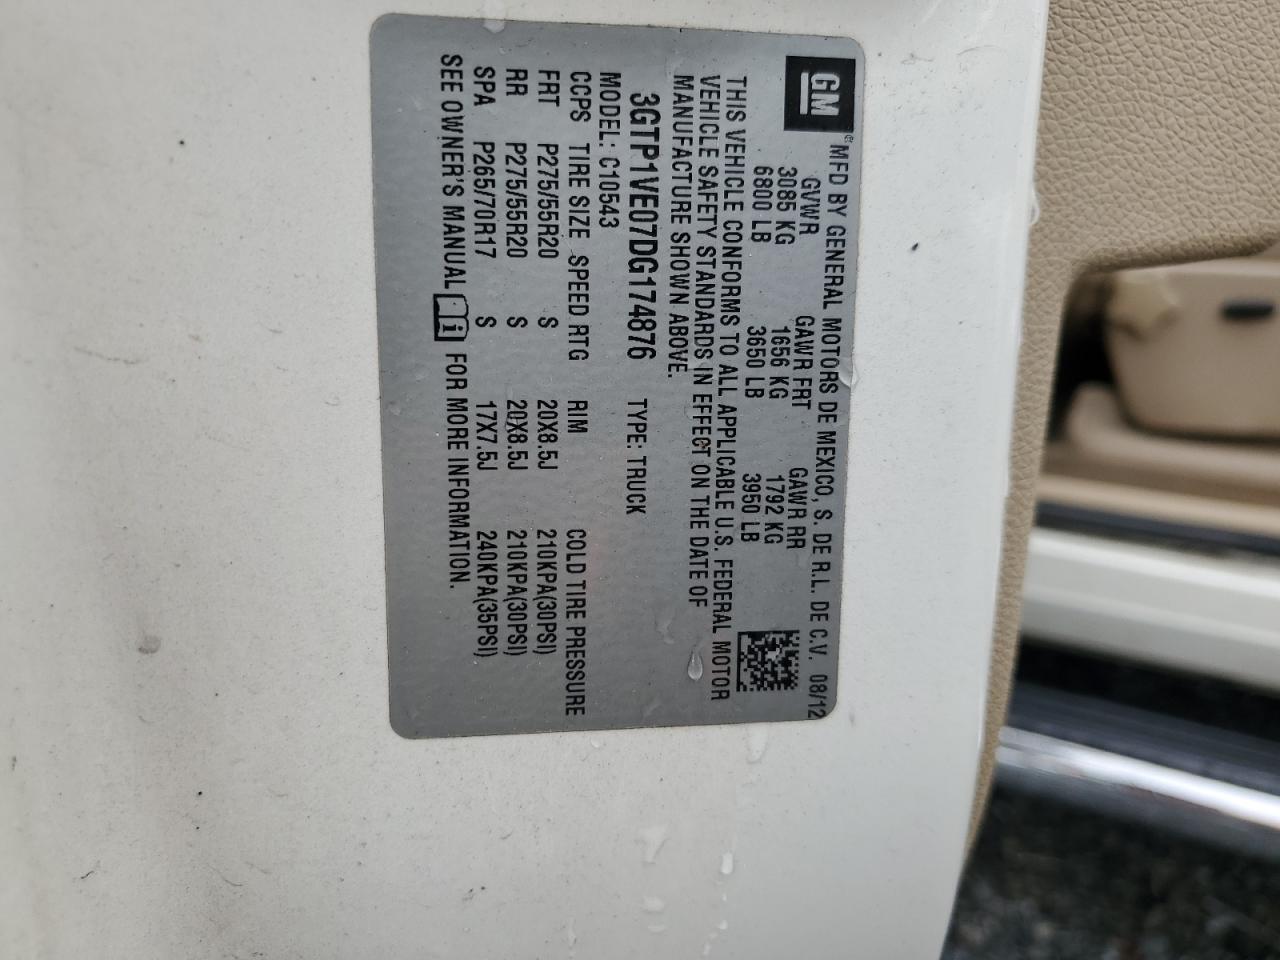 GM
® MFD BY GENERAL MOTORS DE MEXICO, S. DE R.L. DE C.V. 08/12
GVWR GAWR FRT GAWR RR
3085 KG 1656 KG 1792 KG
6800 LB 3650 LB 3950 LB
THIS VEHICLE CONFORMS TO ALL APPLICABLE U.S. FEDERAL MOTOR
VEHICLE SAFETY STANDARDS IN EFFECT ON THE DATE OF
MANUFACTURE SHOWN ABOVE.
3GTP1VE07DG174876 TYPE: TRUCK
MODEL: C10543
CCPS TIRE SIZE SPEED RTG RIM COLD TIRE PRESSURE
FRT P275/55R20 S 20X8.5J 210KPA(30PSI)
RR P275/55R20 S 20X8.5J 210KPA(30PSI)
SPA P265/70R17 S 17X7.5J 240KPA(35PSI)
SEE OWNER'S MANUAL i FOR MORE INFORMATION.